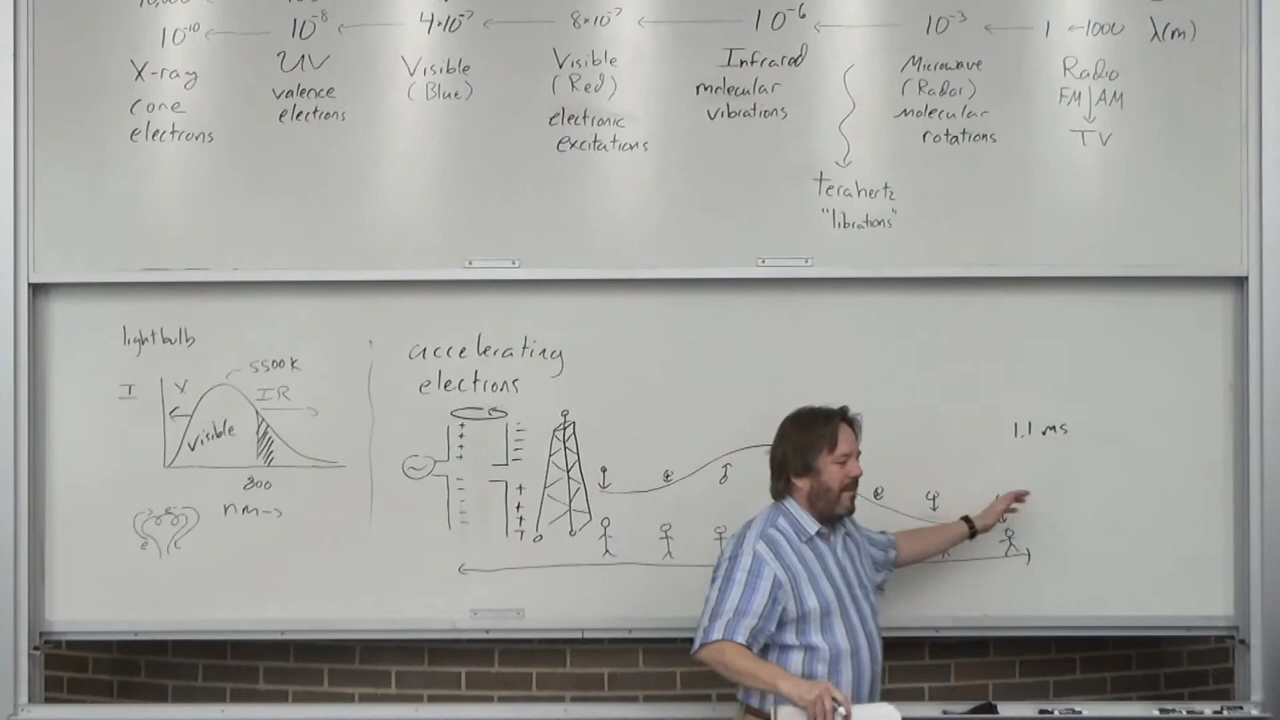 10⁻¹⁰ ← 10⁻⁸ ← 4×10⁻⁷ ← 8×10⁻⁷ ← 10⁻⁶ ← 10⁻³ ← 1 ←1000 λ(m)
X-ray
core
electrons
UV
valence
electrons
Visible
(Blue)
Visible
(Red)
electronic
excitations
Infrared
molecular
vibrations
terahertz
"librations"
Microwave
(Radar)
molecular
rotations
Radio
FM AM
TV
lightbulb
5500K
I
IR
visible
800
nm→
accelerating
electrons
1.1 ms